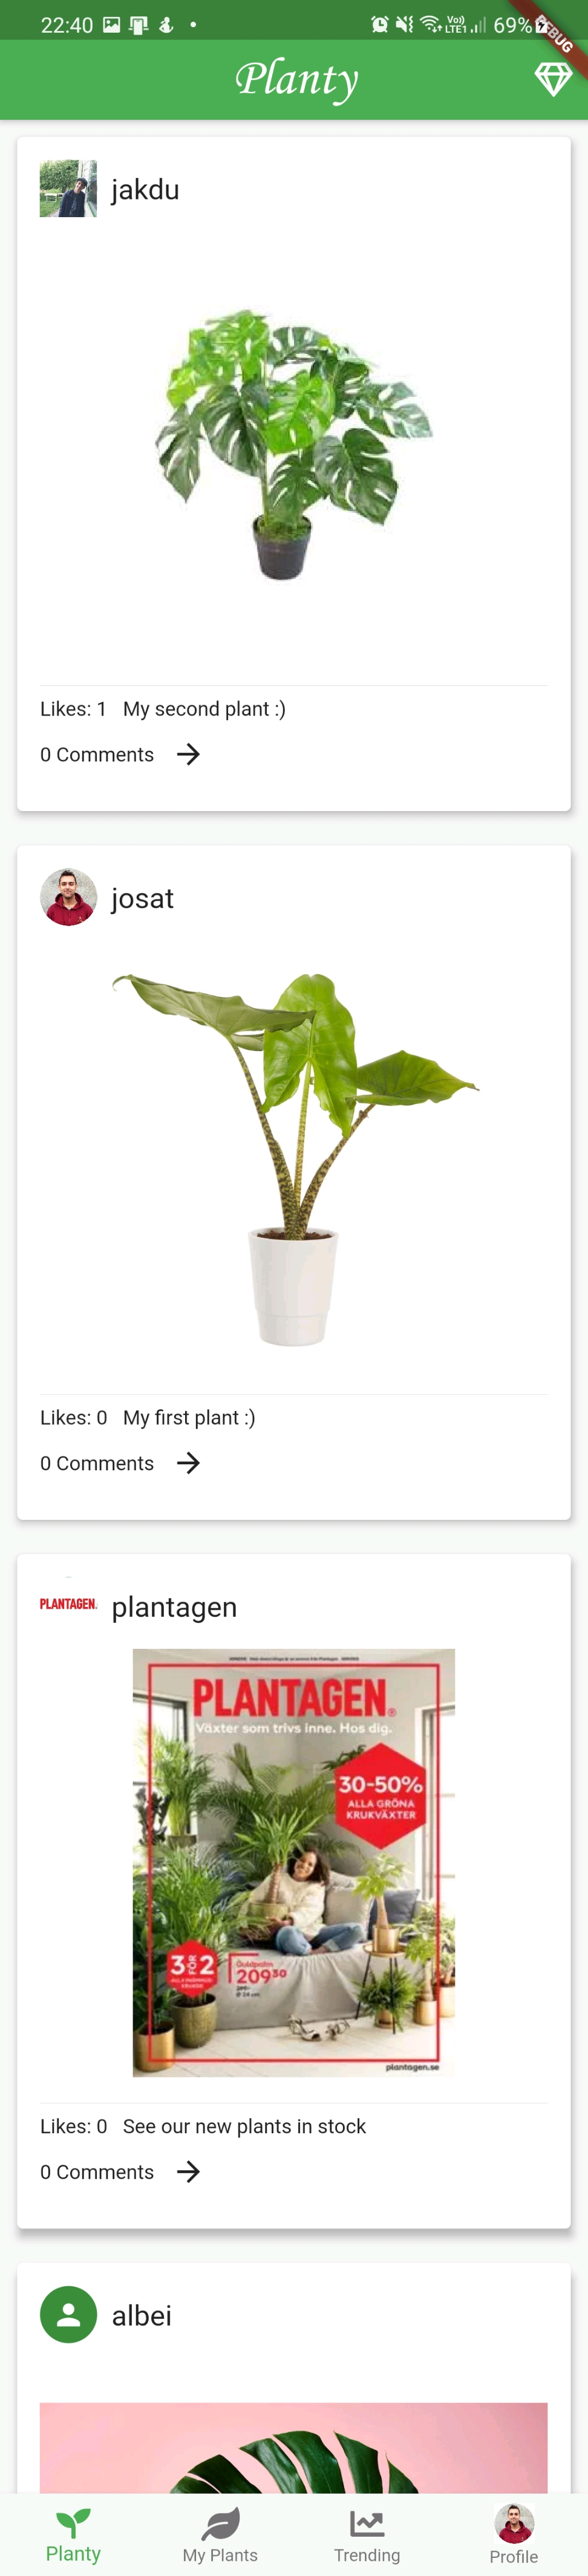 22:40
Vo))
LTE1
69%
DEBUG
Planty
jakdu
Likes: 1 My second plant :)
0 Comments
josat
Likes: 0 My first plant :)
0 Comments
PLANTAGEN.
plantagen
PLANTAGEN®
Växter som trivs inne. Hos dig.
30-50%
ALLA GRÖNA
KRUKVÄXTER
3 FÖR 2
Guldpalm
209 30
plantagen.se
Likes: 0 See our new plants in stock
0 Comments
albei
Planty
My Plants
Trending
Profile